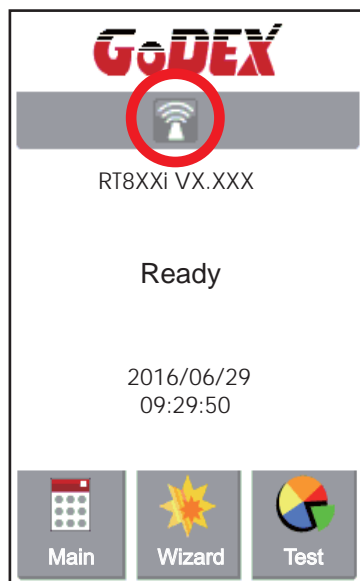 GoDEX
RT8XXi VX.XXX
Ready
2016/06/29
09:29:50
Main Wizard Test